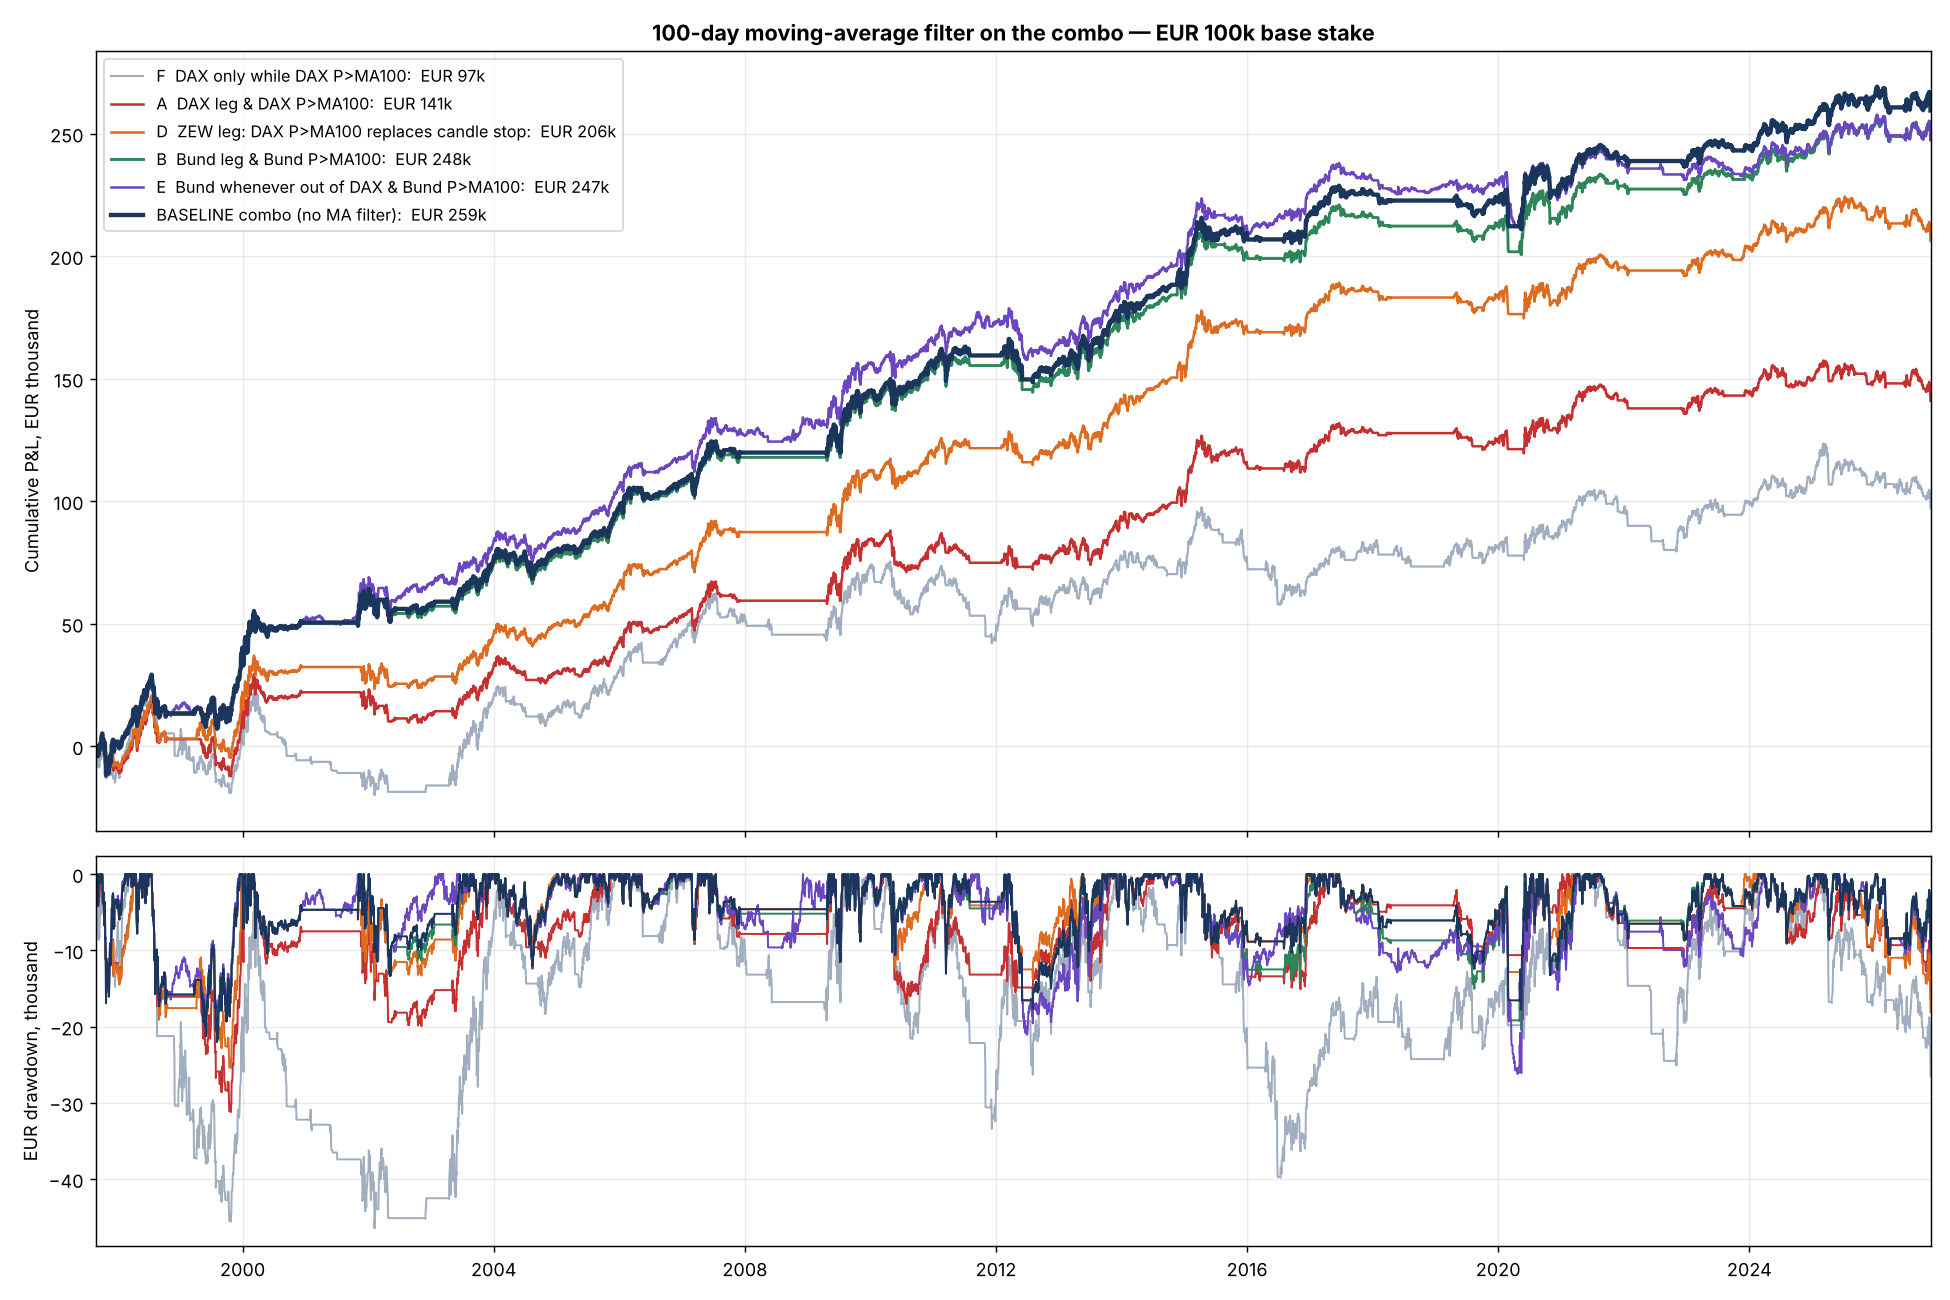 100-day moving-average filter on the combo — EUR 100k base stake
F  DAX only while DAX P>MA100:  EUR 97k
A  DAX leg & DAX P>MA100:  EUR 141k
D  ZEW leg: DAX P>MA100 replaces candle stop:  EUR 206k
B  Bund leg & Bund P>MA100:  EUR 248k
E  Bund whenever out of DAX & Bund P>MA100:  EUR 247k
BASELINE combo (no MA filter):  EUR 259k
Cumulative P&L, EUR thousand
250
200
150
100
50
0
EUR drawdown, thousand
0
−10
−20
−30
−40
2000
2004
2008
2012
2016
2020
2024